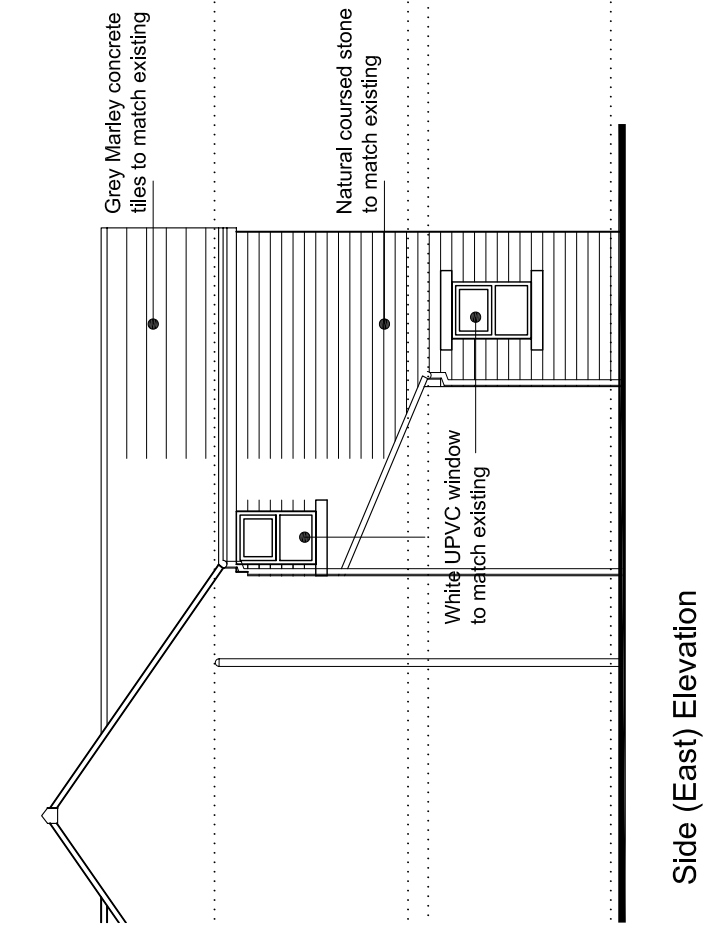 Grey Marley concrete
tiles to match existing
Natural coursed stone
to match existing
White UPVC window
to match existing
Side (East) Elevation